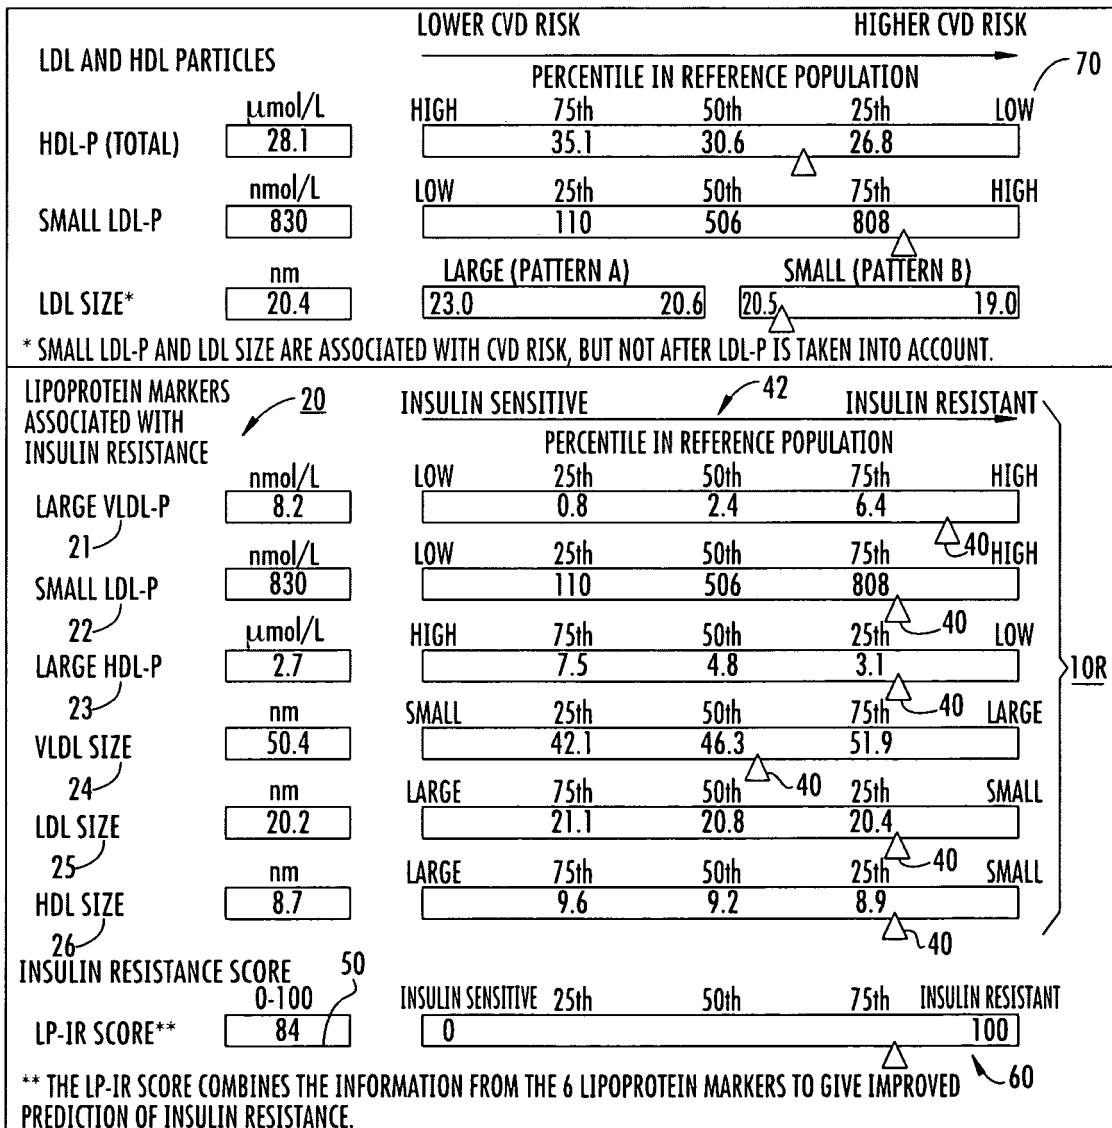 LOWER CVD RISK HIGHER CVD RISK
LDL AND HDL PARTICLES
PERCENTILE IN REFERENCE POPULATION 70
µmol/L HIGH 75th 50th 25th LOW
HDL-P (TOTAL) 28.1 35.1 30.6 26.8
nmol/L LOW 25th 50th 75th HIGH
SMALL LDL-P 830 110 506 808
nm LARGE (PATTERN A) SMALL (PATTERN B)
LDL SIZE* 20.4 23.0 20.6 20.5 19.0
* SMALL LDL-P AND LDL SIZE ARE ASSOCIATED WITH CVD RISK, BUT NOT AFTER LDL-P IS TAKEN INTO ACCOUNT.
LIPOPROTEIN MARKERS
ASSOCIATED WITH
INSULIN RESISTANCE
20 INSULIN SENSITIVE 42 INSULIN RESISTANT
PERCENTILE IN REFERENCE POPULATION
nmol/L LOW 25th 50th 75th HIGH
LARGE VLDL-P 8.2 0.8 2.4 6.4
21 40
nmol/L LOW 25th 50th 75th HIGH
SMALL LDL-P 830 110 506 808
22 40
µmol/L HIGH 75th 50th 25th LOW
LARGE HDL-P 2.7 7.5 4.8 3.1 10R
23 40
nm SMALL 25th 50th 75th LARGE
VLDL SIZE 50.4 42.1 46.3 51.9
24 40
nm LARGE 75th 50th 25th SMALL
LDL SIZE 20.2 21.1 20.8 20.4
25 40
nm LARGE 75th 50th 25th SMALL
HDL SIZE 8.7 9.6 9.2 8.9
26 40
INSULIN RESISTANCE SCORE 50
0-100 INSULIN SENSITIVE 25th 50th 75th INSULIN RESISTANT
LP-IR SCORE** 84 0 100
60
** THE LP-IR SCORE COMBINES THE INFORMATION FROM THE 6 LIPOPROTEIN MARKERS TO GIVE IMPROVED
PREDICTION OF INSULIN RESISTANCE.